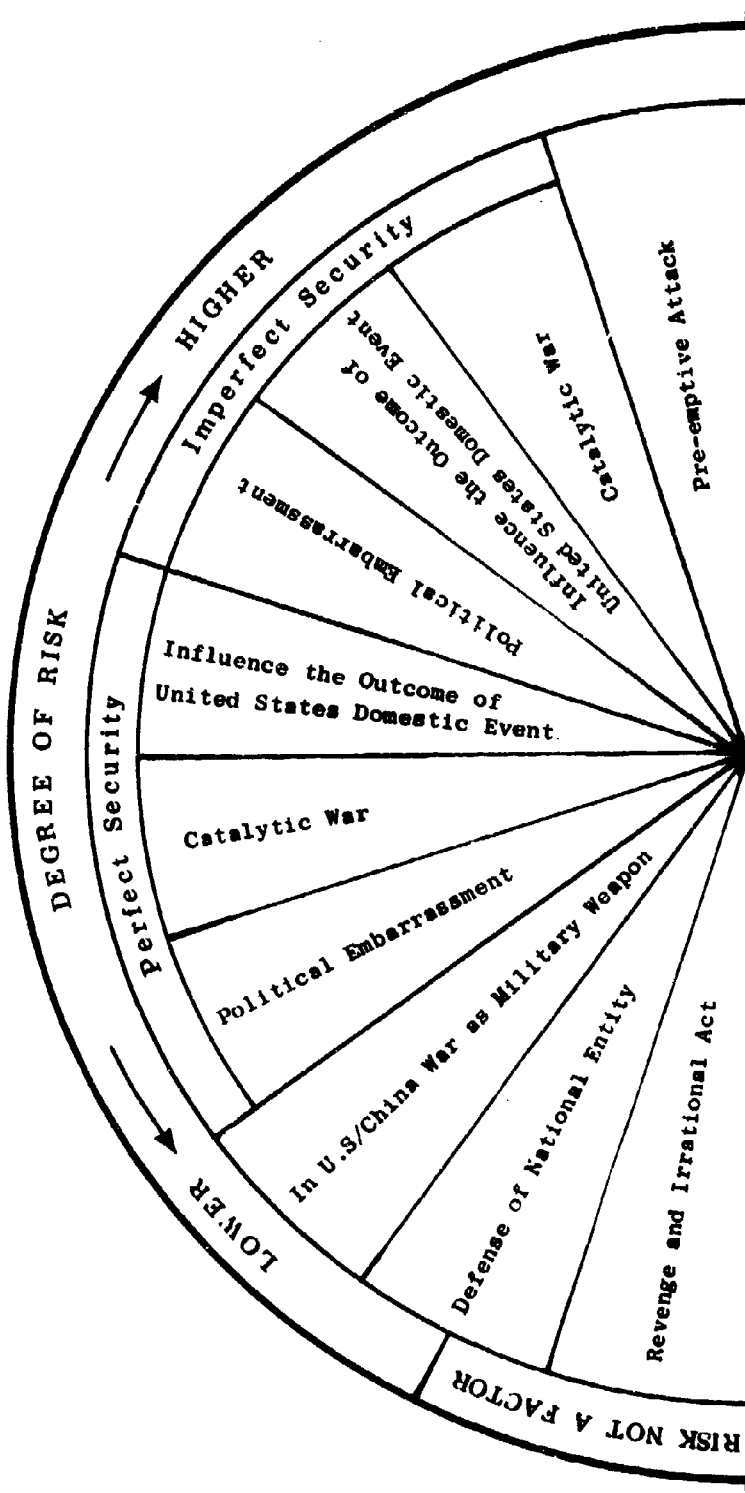 DEGREE OF RISK
HIGHER
LOWER
RISK NOT A FACTOR
Imperfect Security
Perfect Security
Pre-emptive Attack
Catalytic War
Influence the Outcome of
United States Domestic Event
Political Embarrassment
Influence the Outcome of
United States Domestic Event.
Catalytic War
Political Embarrassment
In U.S/China War as Military Weapon
Defense of National Entity
Revenge and Irrational Act